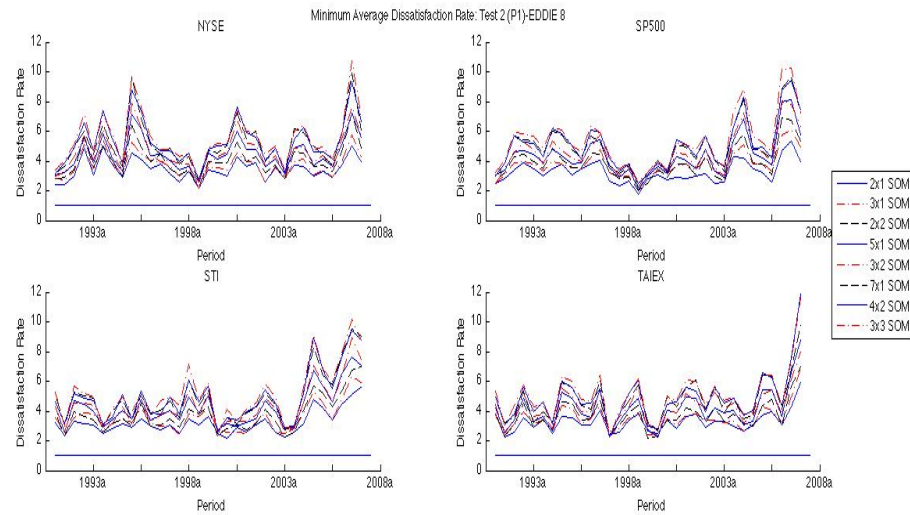 Minimum Average Dissatisfaction Rate: Test 2 (P1)-EDDIE 8
NYSE
12
10
8
6
4
2
0
Dissatisfaction Rate
1993a 1998a 2003a 2008a
Period
SP500
12
10
8
6
4
2
0
Dissatisfaction Rate
1993a 1998a 2003a 2008a
Period
STI
12
10
8
6
4
2
0
Dissatisfaction Rate
1993a 1998a 2003a 2008a
Period
TAIEX
12
10
8
6
4
2
0
Dissatisfaction Rate
1993a 1998a 2003a 2008a
Period
2x1 SOM
3x1 SOM
2x2 SOM
5x1 SOM
3x2 SOM
7x1 SOM
4x2 SOM
3x3 SOM